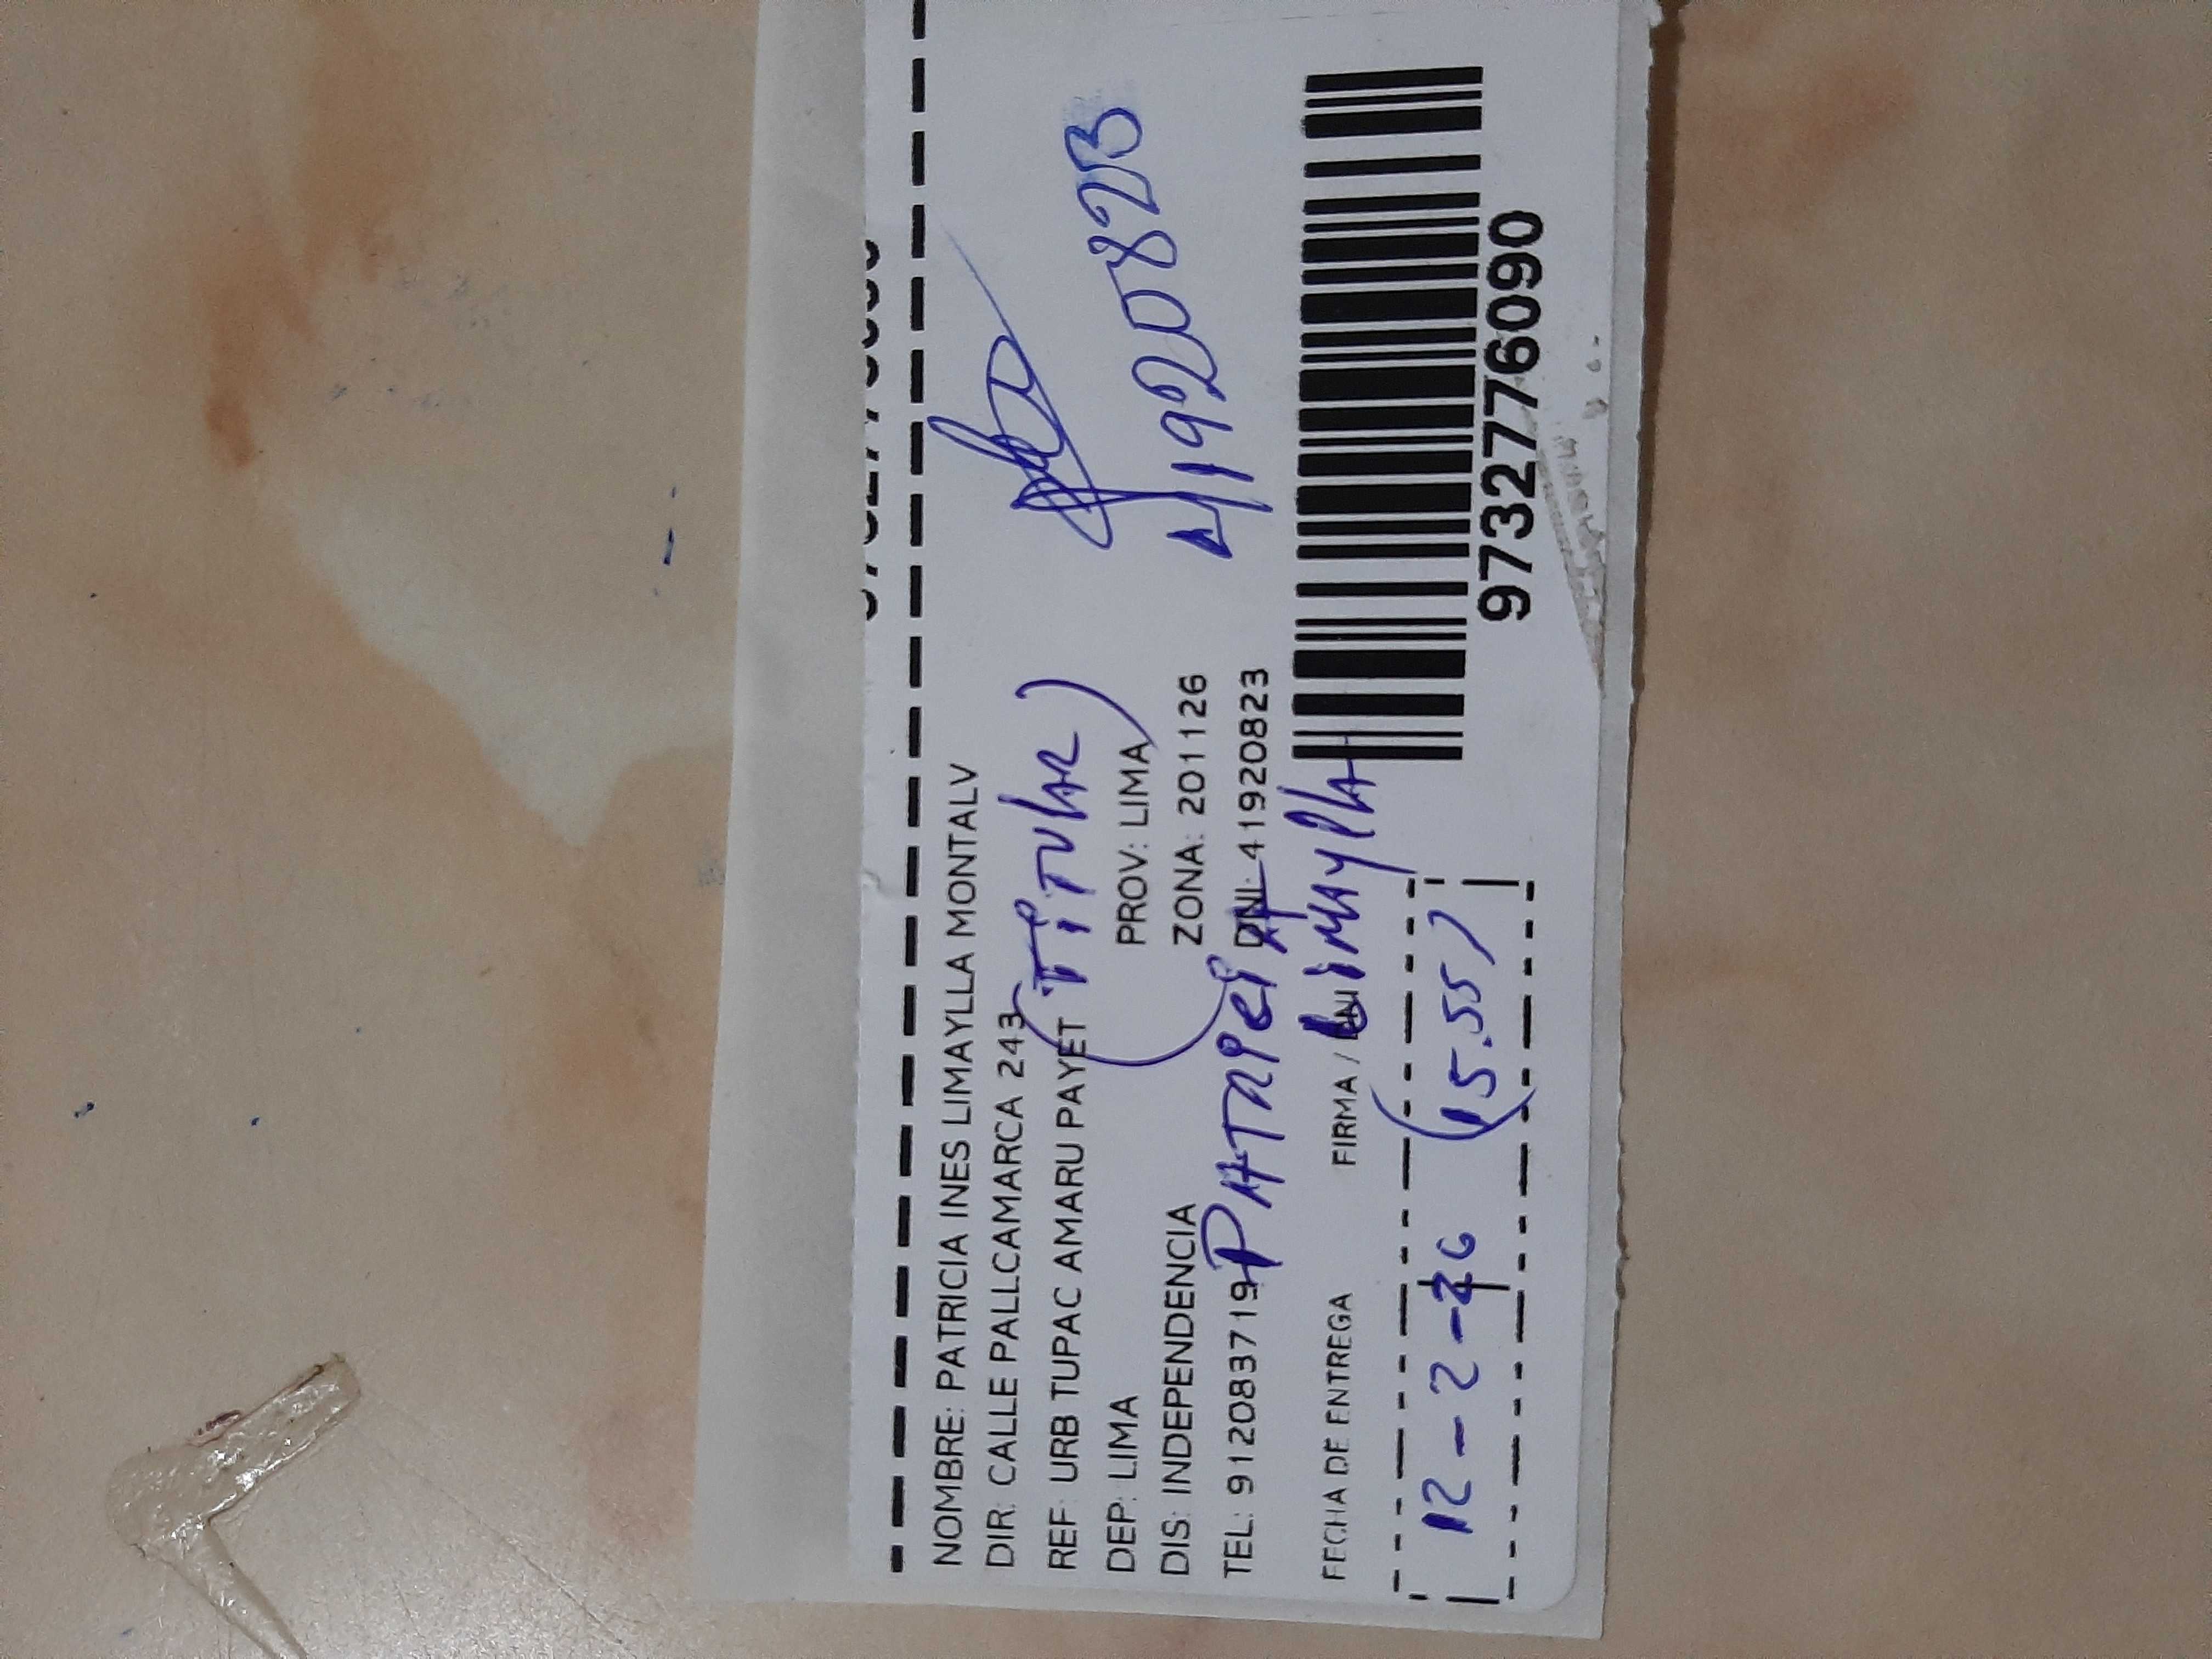 NOMBRE: PATRICIA INES LIMAYLLA MONTALV
DIR: CALLE PALLCAMARCA 243
REF: URB TUPAC AMARU PAYET
(TiTulAR)
DEP: LIMA PROV: LIMA
DIS: INDEPENDENCIA ZONA: 201126
TEL: 912083719 DNI: 41920823
PATRICIA
LiMAYllA
41920823
FECHA DE ENTREGA FIRMA /
12-2-26 (15.55)
9732776090